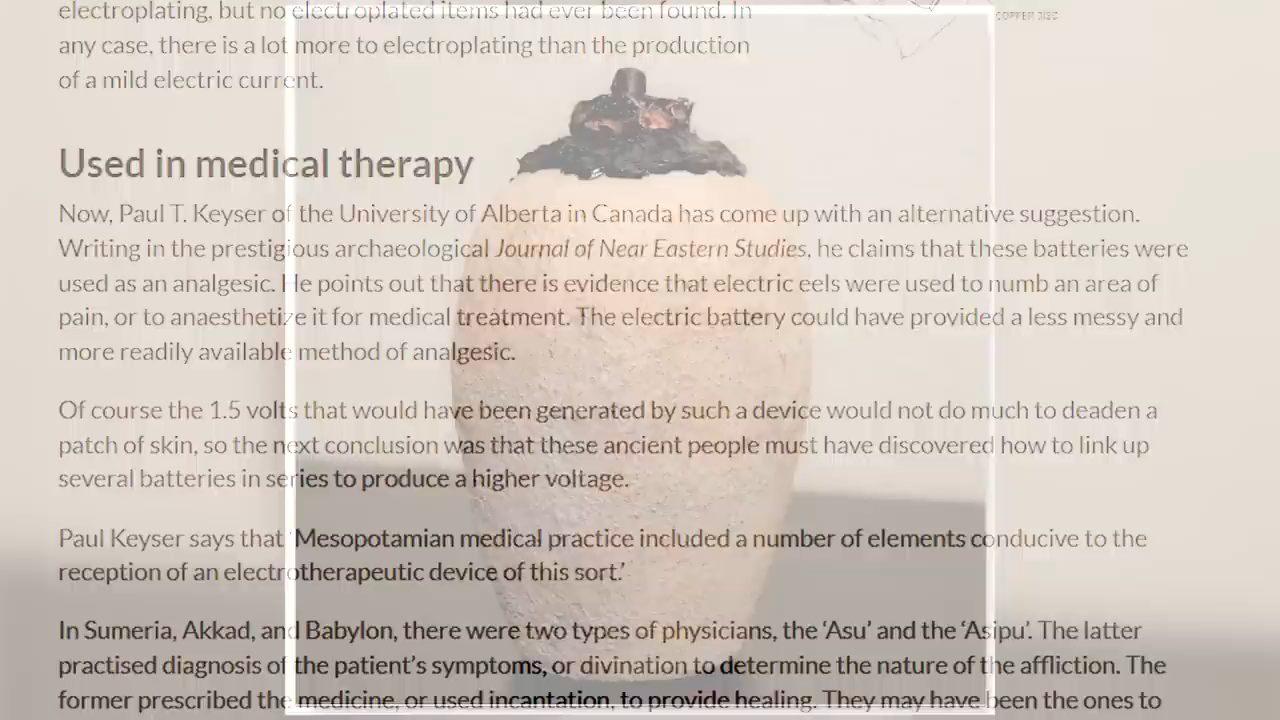 electroplating, but no electroplated items had ever been found. In
any case, there is a lot more to electroplating than the production
of a mild electric current.
COPPER DISC
Used in medical therapy
Now, Paul T. Keyser of the University of Alberta in Canada has come up with an alternative suggestion.
Writing in the prestigious archaeological Journal of Near Eastern Studies, he claims that these batteries were
used as an analgesic. He points out that there is evidence that electric eels were used to numb an area of
pain, or to anaesthetize it for medical treatment. The electric battery could have provided a less messy and
more readily available method of analgesic.
Of course the 1.5 volts that would have been generated by such a device would not do much to deaden a
patch of skin, so the next conclusion was that these ancient people must have discovered how to link up
several batteries in series to produce a higher voltage.
Paul Keyser says that 'Mesopotamian medical practice included a number of elements conducive to the
reception of an electrotherapeutic device of this sort.’
In Sumeria, Akkad, and Babylon, there were two types of physicians, the ‘Asu’ and the ‘Asipu’. The latter
practised diagnosis of the patient’s symptoms, or divination to determine the nature of the affliction. The
former prescribed the medicine, or used incantation, to provide healing. They may have been the ones to